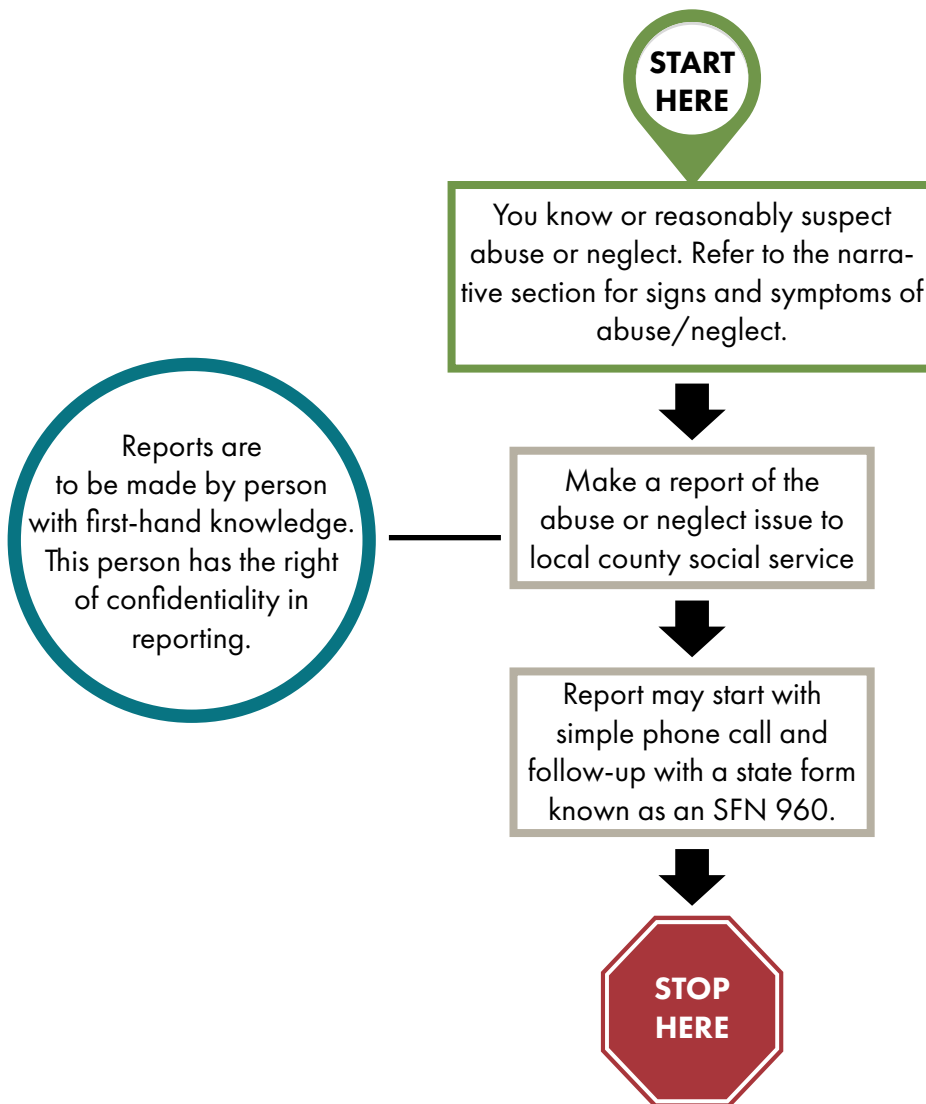 START
HERE
You know or reasonably suspect
abuse or neglect. Refer to the narra-
tive section for signs and symptoms of
abuse/neglect.
Reports are
to be made by person
with first-hand knowledge.
This person has the right
of confidentiality in
reporting.
Make a report of the
abuse or neglect issue to
local county social service
Report may start with
simple phone call and
follow-up with a state form
known as an SFN 960.
STOP
HERE